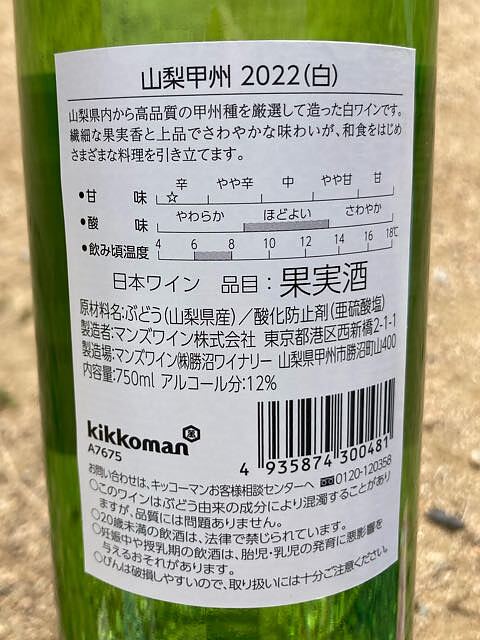 山梨甲州 2022(白)
山梨県内から高品質の甲州種を厳選して造った白ワインです。
繊細な果実香と上品でさわやかな味わいが、和食をはじめ
さまざまな料理を引き立てます。
●甘 味 辛 やや辛 中 やや甘 甘
☆
●酸 味 やわらか ほどよい さわやか
●飲み頃温度 4 6 8 10 12 14 16 18℃
日本ワイン 品目:果実酒
原材料名:ぶどう(山梨県産)/酸化防止剤(亜硫酸塩)
製造者:マンズワイン株式会社 東京都港区西新橋2-1-1
製造場:マンズワイン㈱勝沼ワイナリー 山梨県甲州市勝沼町山400
内容量:750ml アルコール分:12%
kikkoman 萬
A7675
4 935874 300481
お問い合わせは、キッコーマンお客様相談センターへ ☎0120-120358
○このワインはぶどう由来の成分により混濁することがあり
ますが、品質には問題ありません。
○20歳未満の飲酒は、法律で禁じられています。
○妊娠中や授乳期の飲酒は、胎児・乳児の発育に悪影響を
与えるおそれがあります。
○びんは破損しやすいので、取り扱いには十分ご注意ください。